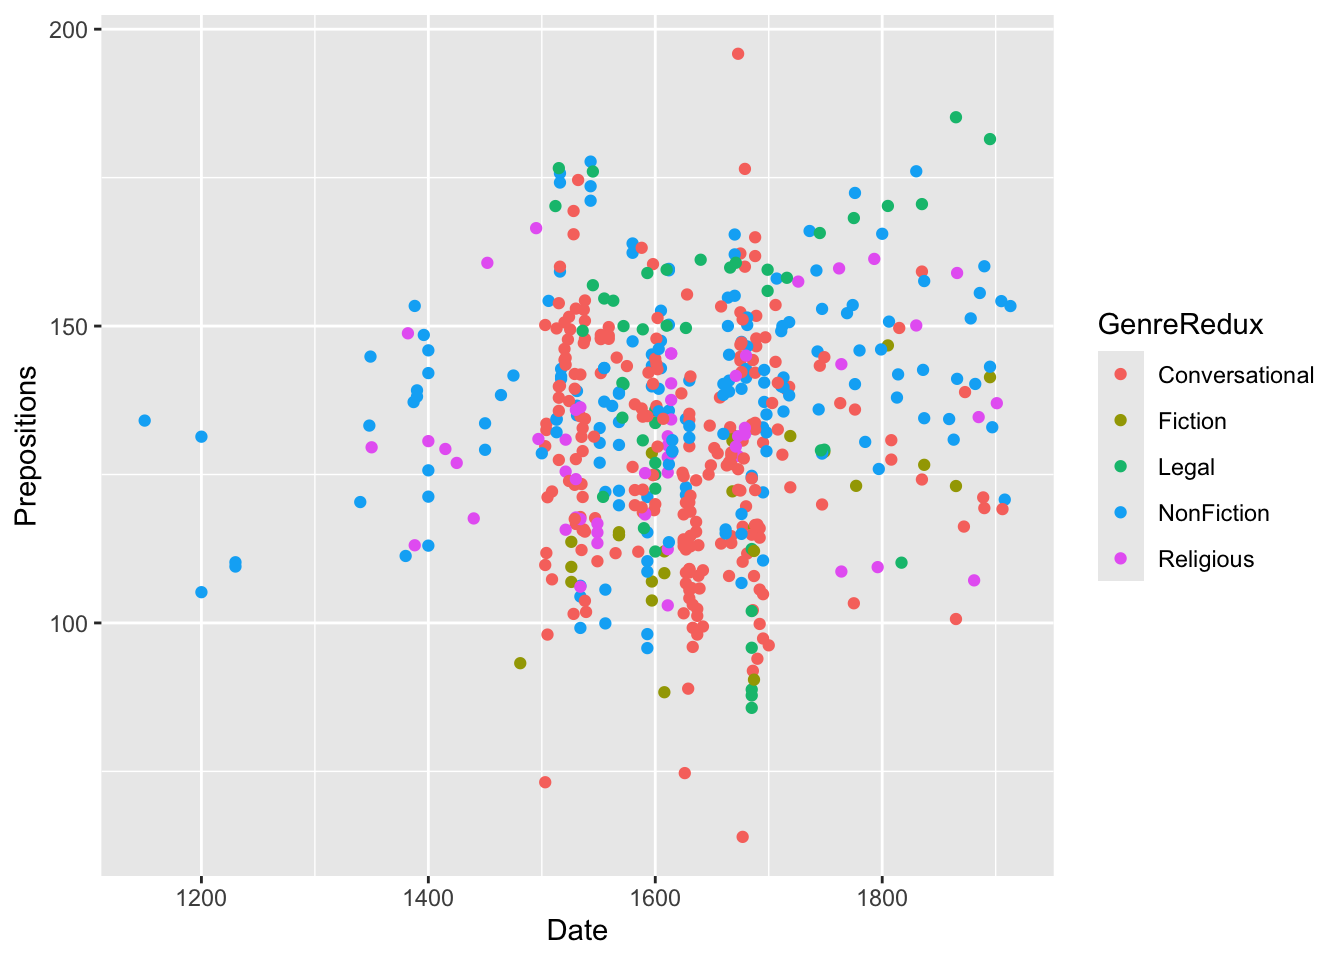 200
150
100
Prepositions
1200
1400
1600
1800
Date
GenreRedux
Conversational
Fiction
Legal
NonFiction
Religious